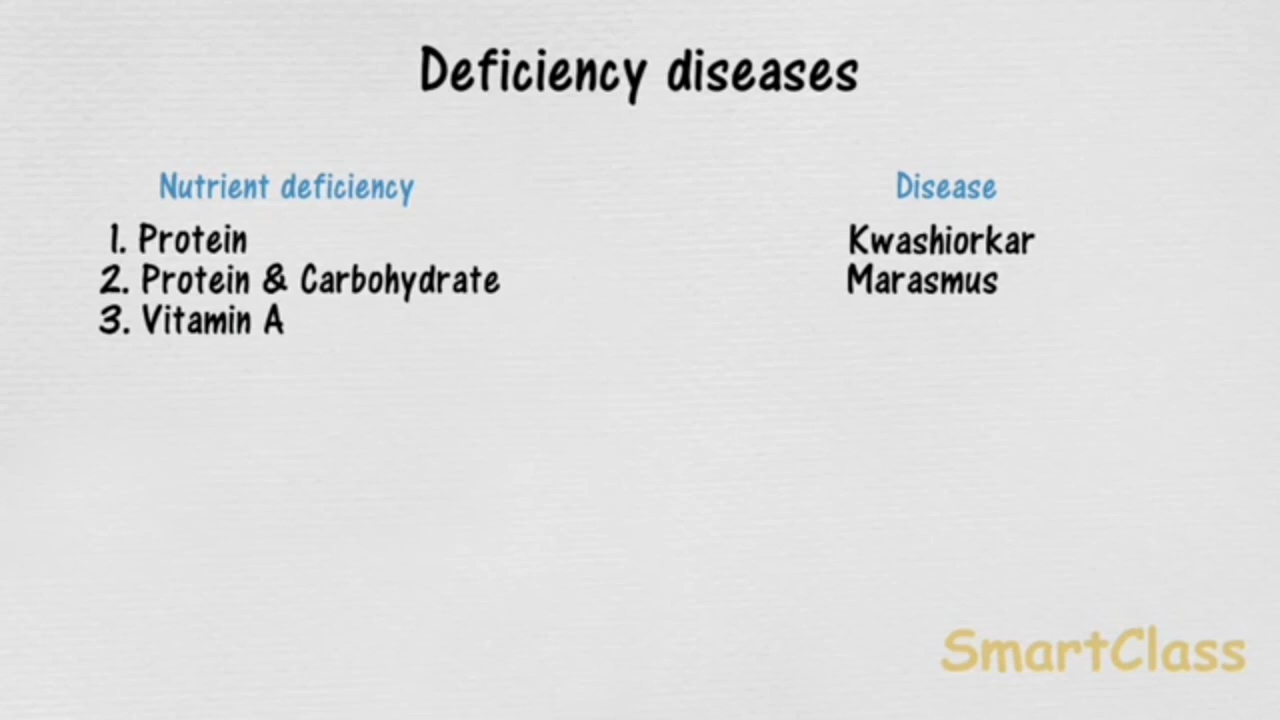 Deficiency diseases
Nutrient deficiency Disease
1. Protein Kwashiorkar
2. Protein & Carbohydrate Marasmus
3. Vitamin A
SmartClass